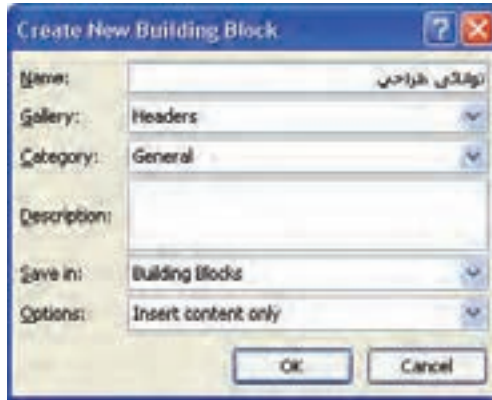 Create New Building Block
Name: توانائی طراحي
Gallery: Headers
Category: General
Description:
Save in: Building Blocks
Options: Insert content only
OK Cancel